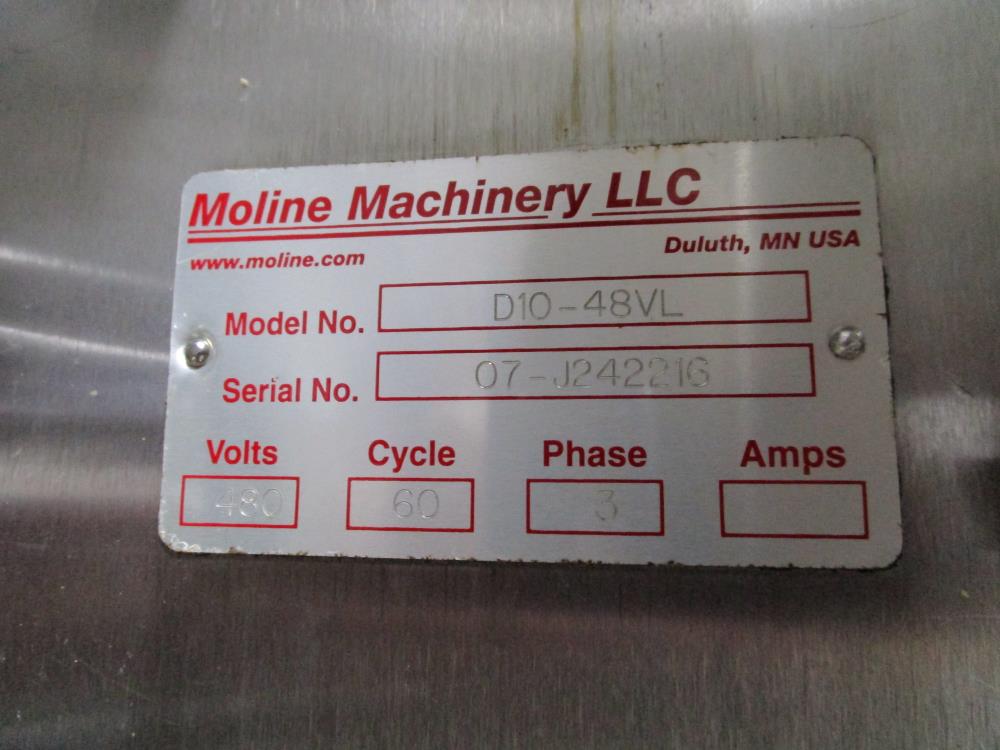 Moline Machinery LLC
www.moline.com Duluth, MN USA
Model No. D10-48VL
Serial No. 07-J242216
Volts Cycle Phase Amps
480 60 3